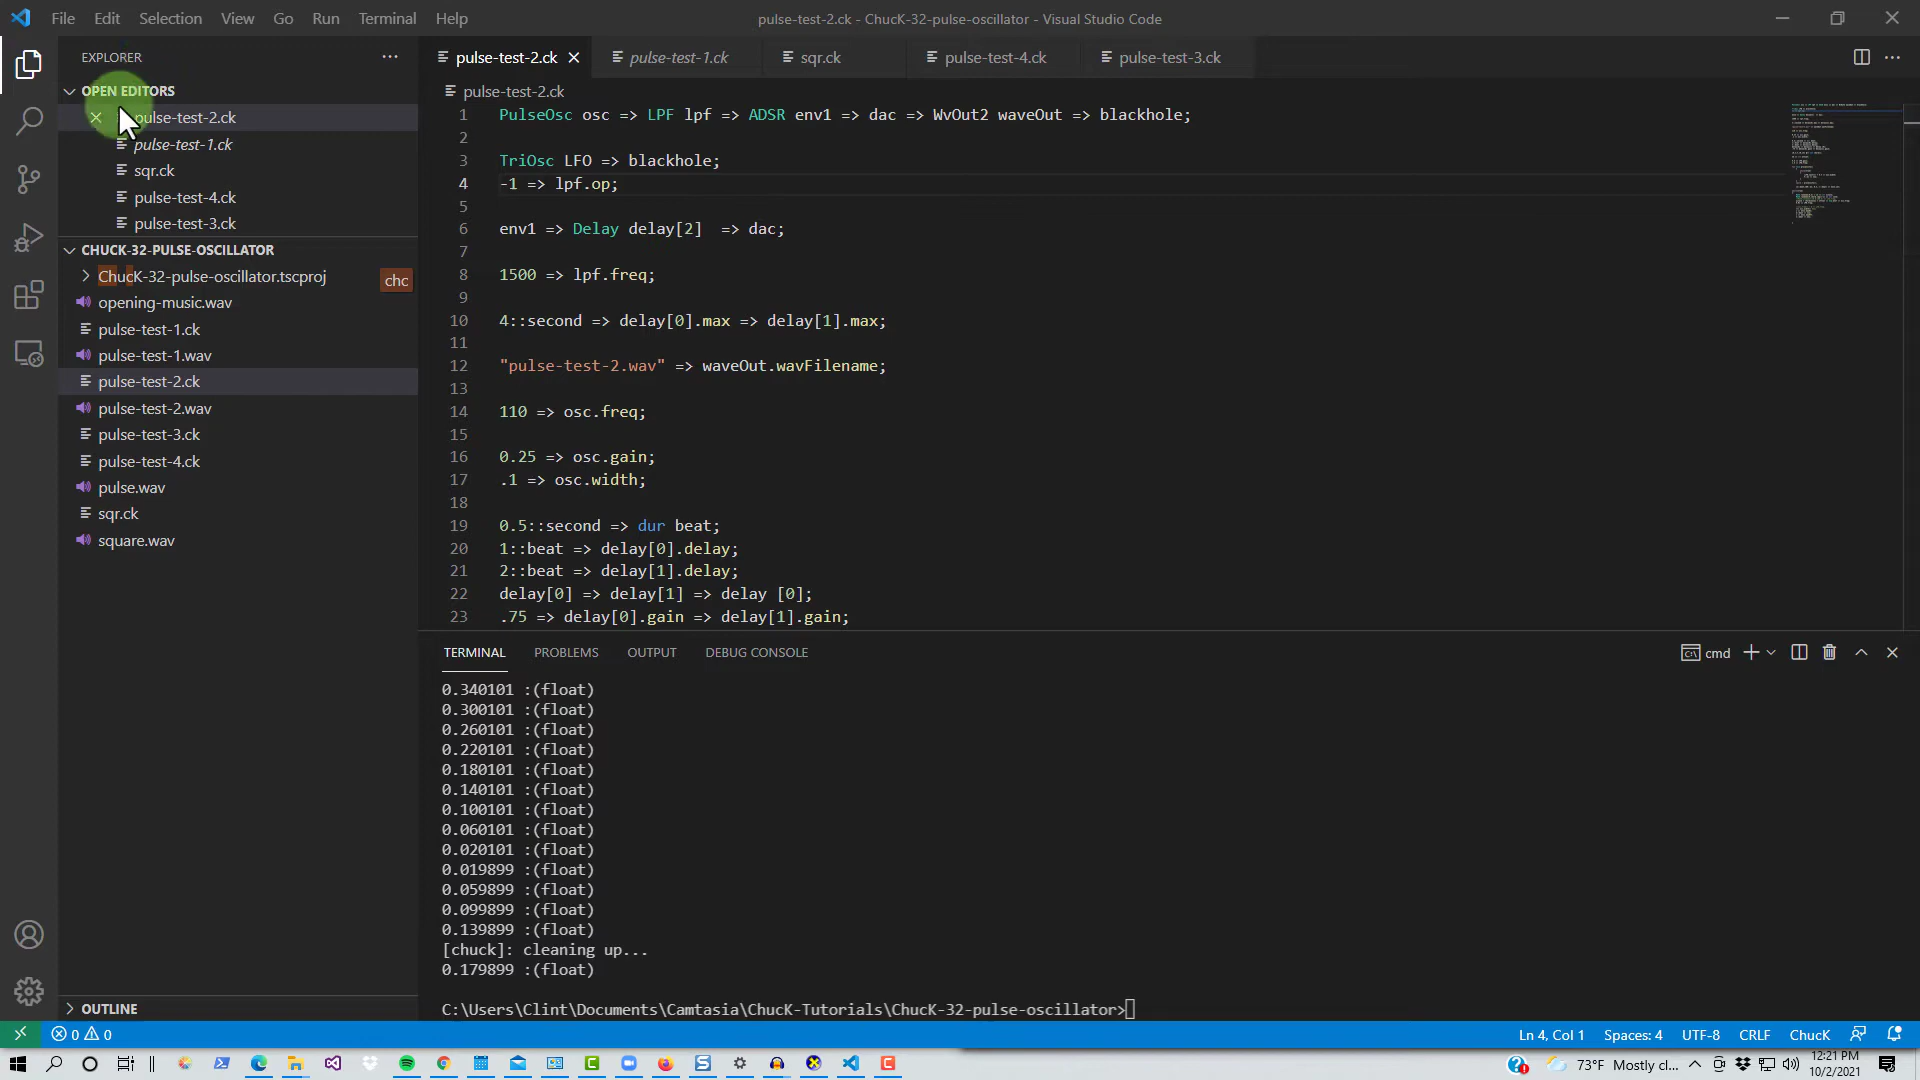 File Edit Selection View Go Run Terminal Help
pulse-test-2.ck - ChucK-32-pulse-oscillator - Visual Studio Code
EXPLORER
OPEN EDITORS
pulse-test-2.ck
pulse-test-1.ck
sqr.ck
pulse-test-4.ck
pulse-test-3.ck
CHUCK-32-PULSE-OSCILLATOR
ChucK-32-pulse-oscillator.tscproj
chc
opening-music.wav
pulse-test-1.ck
pulse-test-1.wav
pulse-test-2.ck
pulse-test-2.wav
pulse-test-3.ck
pulse-test-4.ck
pulse.wav
sqr.ck
square.wav
OUTLINE
pulse-test-2.ck pulse-test-1.ck sqr.ck pulse-test-4.ck pulse-test-3.ck
pulse-test-2.ck
1 PulseOsc osc => LPF lpf => ADSR env1 => dac => WvOut2 waveOut => blackhole;
2
3 TriOsc LFO => blackhole;
4 -1 => lpf.op;
5
6 env1 => Delay delay[2]  => dac;
7
8 1500 => lpf.freq;
9
10 4::second => delay[0].max => delay[1].max;
11
12 "pulse-test-2.wav" => waveOut.wavFilename;
13
14 110 => osc.freq;
15
16 0.25 => osc.gain;
17 .1 => osc.width;
18
19 0.5::second => dur beat;
20 1::beat => delay[0].delay;
21 2::beat => delay[1].delay;
22 delay[0] => delay[1] => delay [0];
23 .75 => delay[0].gain => delay[1].gain;
TERMINAL PROBLEMS OUTPUT DEBUG CONSOLE
cmd
0.340101 :(float)
0.300101 :(float)
0.260101 :(float)
0.220101 :(float)
0.180101 :(float)
0.140101 :(float)
0.100101 :(float)
0.060101 :(float)
0.020101 :(float)
0.019899 :(float)
0.059899 :(float)
0.099899 :(float)
0.139899 :(float)
[chuck]: cleaning up...
0.179899 :(float)
C:\Users\Clint\Documents\Camtasia\ChucK-Tutorials\ChucK-32-pulse-oscillator>
0 0
Ln 4, Col 1 Spaces: 4 UTF-8 CRLF ChucK
73°F Mostly cl...
12:21 PM
10/2/2021